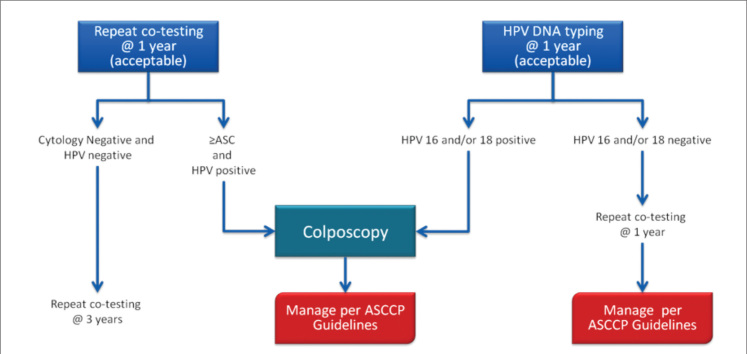 Repeat co-testing
@ 1 year
(acceptable)
HPV DNA typing
@ 1 year
(acceptable)
Cytology Negative and
HPV negative
≥ASC
and
HPV positive
HPV 16 and/or 18 positive
HPV 16 and/or 18 negative
Colposcopy
Repeat co-testing
@ 1 year
Repeat co-testing
@ 3 years
Manage per ASCCP
Guidelines
Manage per
ASCCP Guidelines